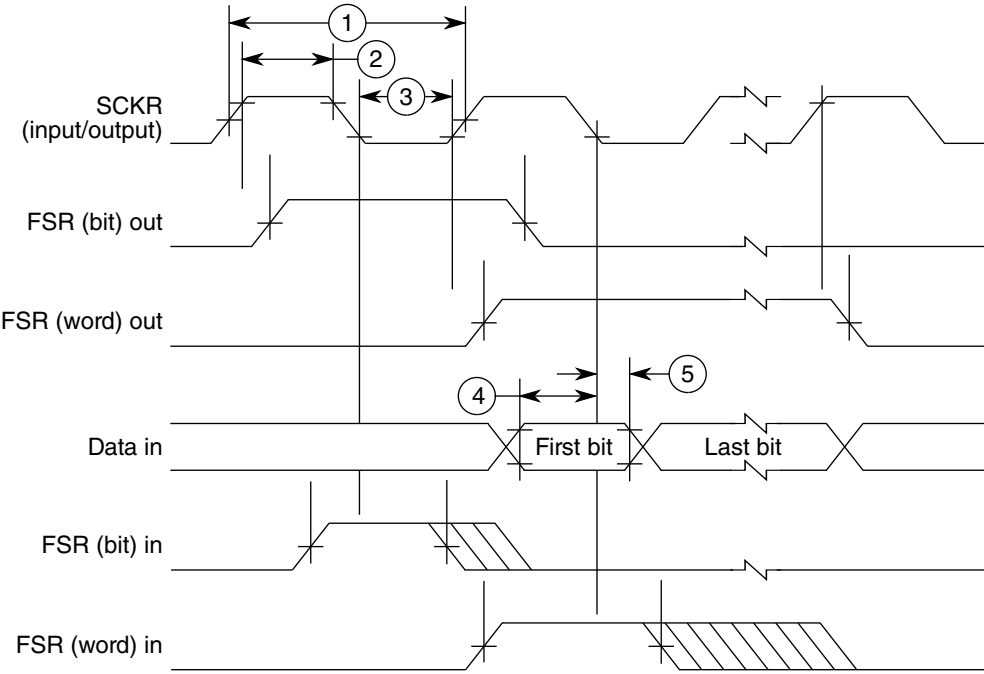 1
2
3
SCKR
(input/output)
FSR (bit) out
FSR (word) out
5
4
Data in
First bit
Last bit
FSR (bit) in
FSR (word) in